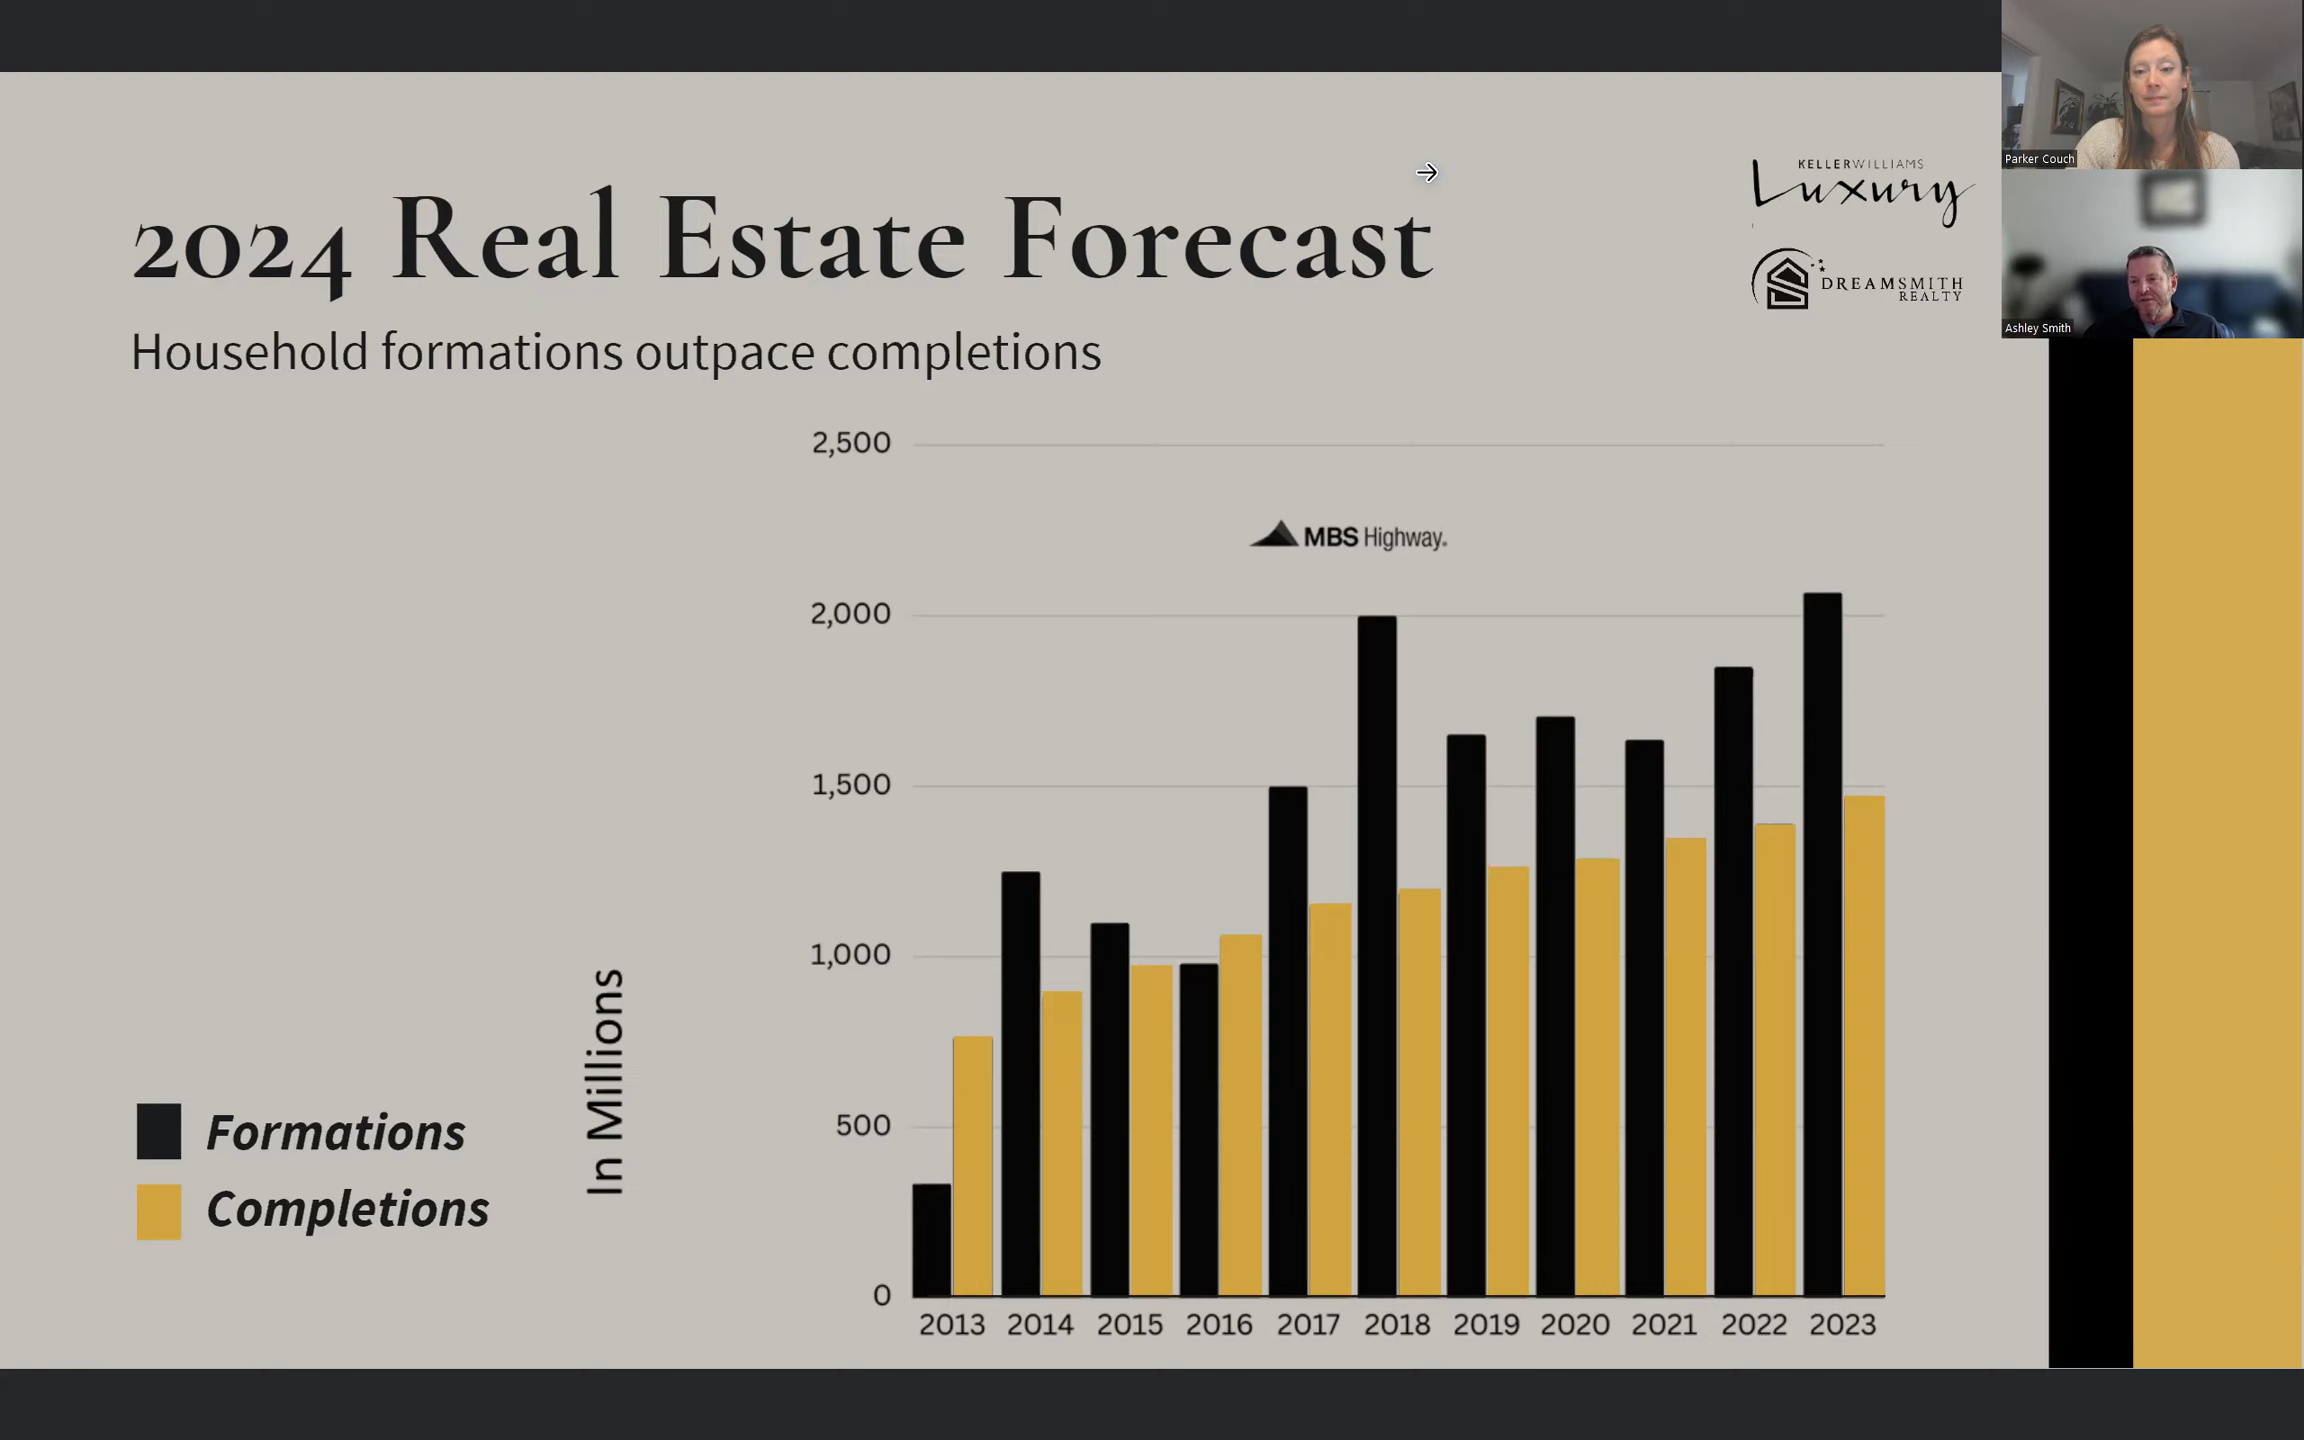 2024 Real Estate Forecast
Household formations outpace completions
KELLERWILLIAMS
Luxury
DREAMSMITH
REALTY
Parker Couch
Ashley Smith
MBS Highway.
In Millions
2,500
2,000
1,500
1,000
500
0
2013 2014 2015 2016 2017 2018 2019 2020 2021 2022 2023
Formations
Completions